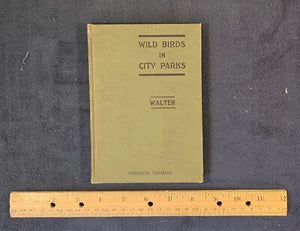 WILD BIRDS
IN
CITY PARKS
WALTER